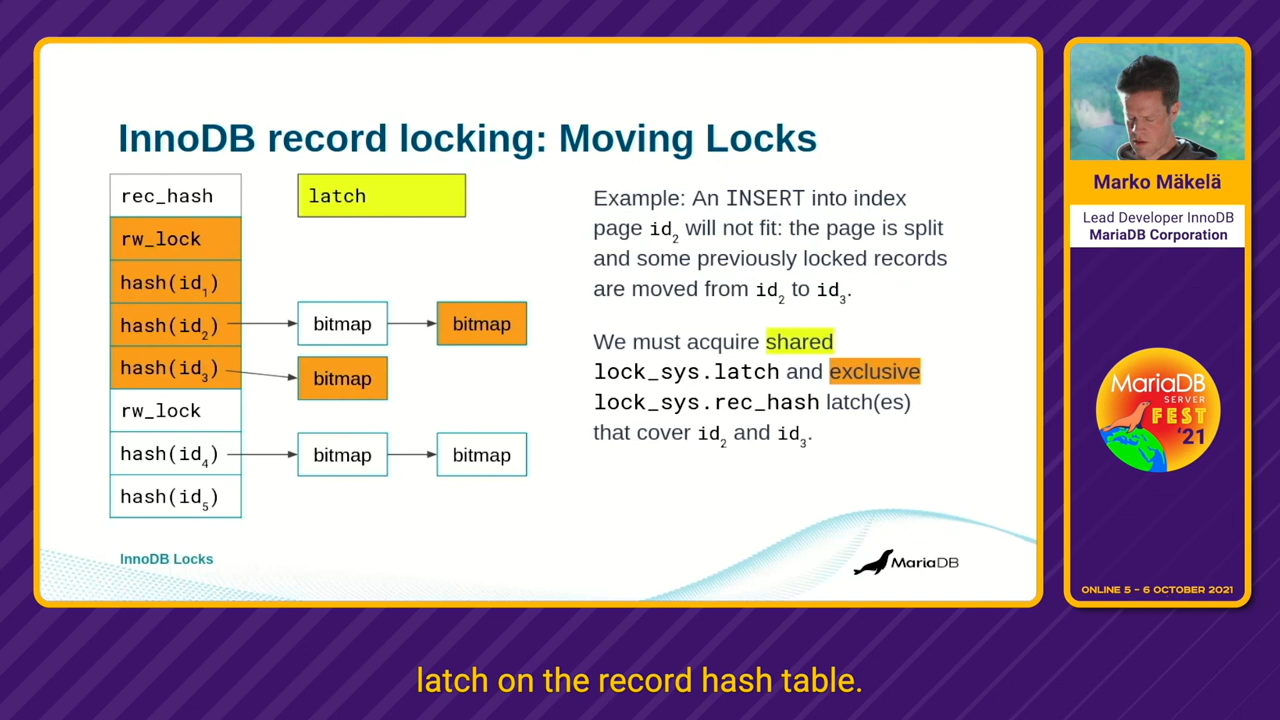 InnoDB record locking: Moving Locks
rec_hash
rw_lock
hash(id₁)
hash(id₂)
hash(id₃)
rw_lock
hash(id₄)
hash(id₅)
latch
bitmap
bitmap
bitmap
bitmap
bitmap
Example: An INSERT into index
page id₂ will not fit: the page is split
and some previously locked records
are moved from id₂ to id₃.
We must acquire shared
lock_sys.latch and exclusive
lock_sys.rec_hash latch(es)
that cover id₂ and id₃.
InnoDB Locks
MariaDB
Marko Mäkelä
Lead Developer InnoDB
MariaDB Corporation
MariaDB
SERVER
FEST
'21
ONLINE 5 – 6 OCTOBER 2021
latch on the record hash table.